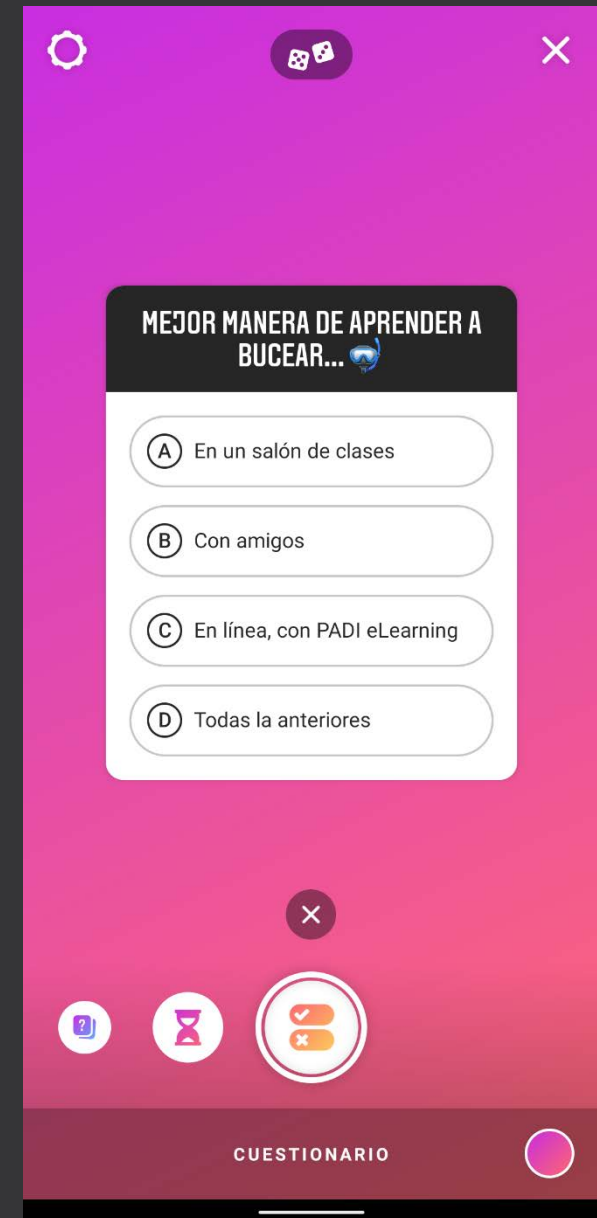 MEJOR MANERA DE APRENDER A
BUCEAR...
A En un salón de clases
B Con amigos
C En línea, con PADI eLearning
D Todas la anteriores
?
CUESTIONARIO